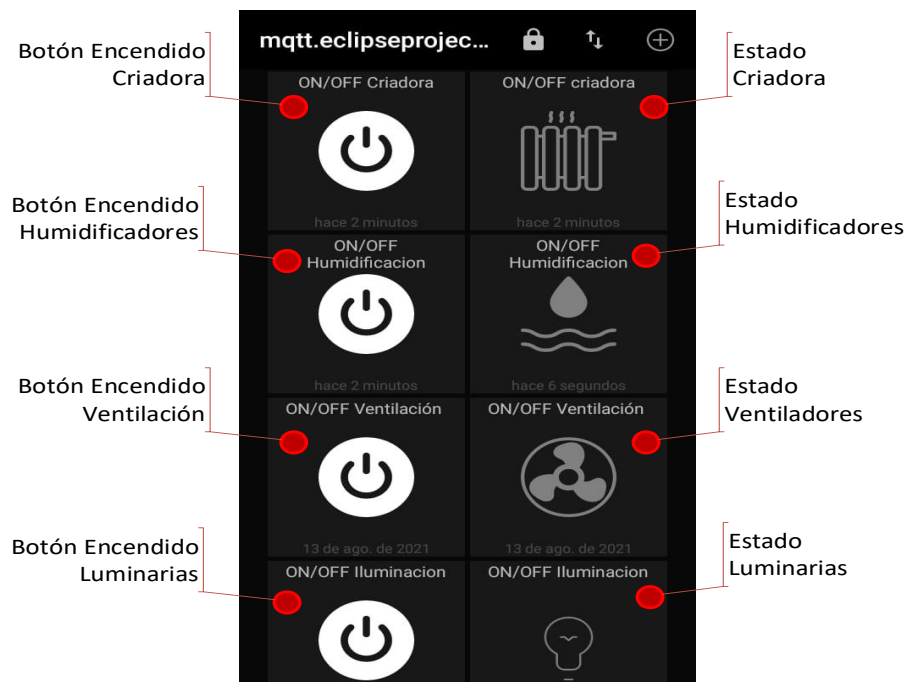 mqtt.eclipseprojec...
Botón Encendido
Criadora
ON/OFF Criadora
hace 2 minutos
ON/OFF criadora
hace 2 minutos
Estado
Criadora
Botón Encendido
Humidificadores
ON/OFF
Humidificacion
hace 2 minutos
ON/OFF
Humidificacion
hace 6 segundos
Estado
Humidificadores
Botón Encendido
Ventilación
ON/OFF Ventilación
13 de ago. de 2021
ON/OFF Ventilación
13 de ago. de 2021
Estado
Ventiladores
Botón Encendido
Luminarias
ON/OFF Iluminacion
ON/OFF Iluminacion
Estado
Luminarias